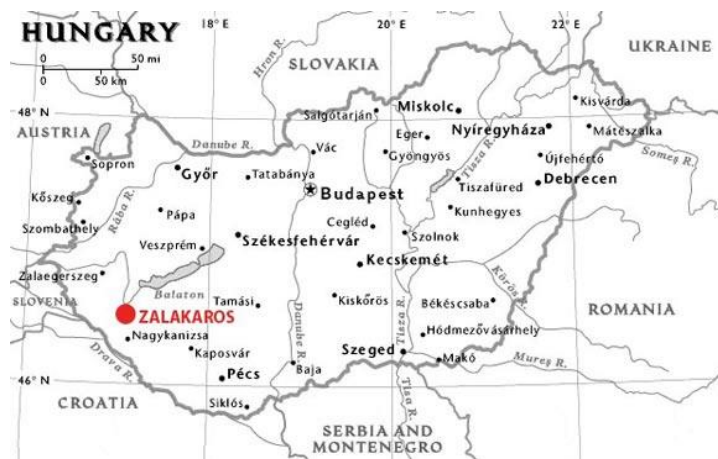 HUNGARY
0 50 mi
0 50 km
18° E
20° E
22° E
UKRAINE
SLOVAKIA
Hron R.
48° N
AUSTRIA
Danube R.
Salgótarján
Miskolc
Kisvárda
Nyíregyháza
Mátészalka
Eger
Vác
Gyöngyös
Tisza R.
Újfehértó
Someş R.
Sopron
Győr
Tatabánya
Budapest
Tiszafüred
Debrecen
Kőszeg
Rába R.
Pápa
Kunhegyes
Szombathely
Veszprém
Székesfehérvár
Cegléd
Szolnok
Kecskemét
Zalaegerszeg
Balaton
SLOVENIA
Tamási
Danube R.
Kiskőrös
Tisza R.
Békéscsaba
Körös R.
ROMANIA
ZALAKAROS
Nagykanizsa
Hódmezővásárhely
Kaposvár
Szeged
Makó
Mureş R.
Drava R.
46° N
Pécs
Baja
Siklós
Tisa R.
CROATIA
SERBIA AND
MONTENEGRO